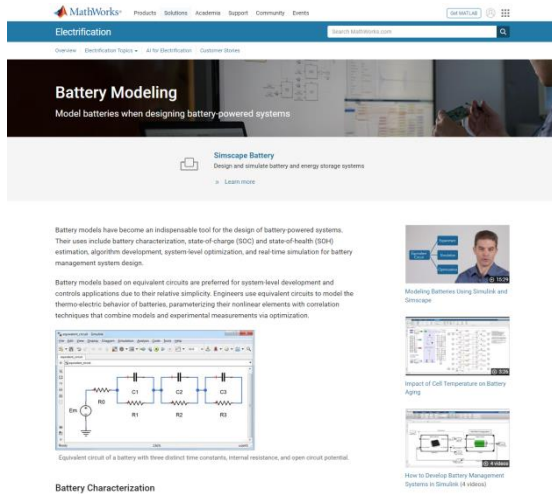 MathWorks®
Products Solutions Academia Support Community Events
Get MATLAB
Electrification
Search MathWorks.com
Overview Electrification Topics AI for Electrification Customer Stories
Battery Modeling
Model batteries when designing battery-powered systems
Simscape Battery
Design and simulate battery and energy storage systems
» Learn more
Battery models have become an indispensable tool for the design of battery-powered systems.
Their uses include battery characterization, state-of-charge (SOC) and state-of-health (SOH)
estimation, algorithm development, system-level optimization, and real-time simulation for battery
management system design.
Battery models based on equivalent circuits are preferred for system-level development and
controls applications due to their relative simplicity. Engineers use equivalent circuits to model the
thermo-electric behavior of batteries, parameterizing their nonlinear elements with correlation
techniques that combine models and experimental measurements via optimization.
C1 C2 C3
R0
R1 R2 R3
Em
Equivalent circuit of a battery with three distinct time constants, internal resistance, and open circuit potential.
Battery Characterization
15:29
Modeling Batteries Using Simulink and
Simscape
Impact of Cell Temperature on Battery
Aging
4 videos
How to Develop Battery Management
Systems in Simulink (4 videos)